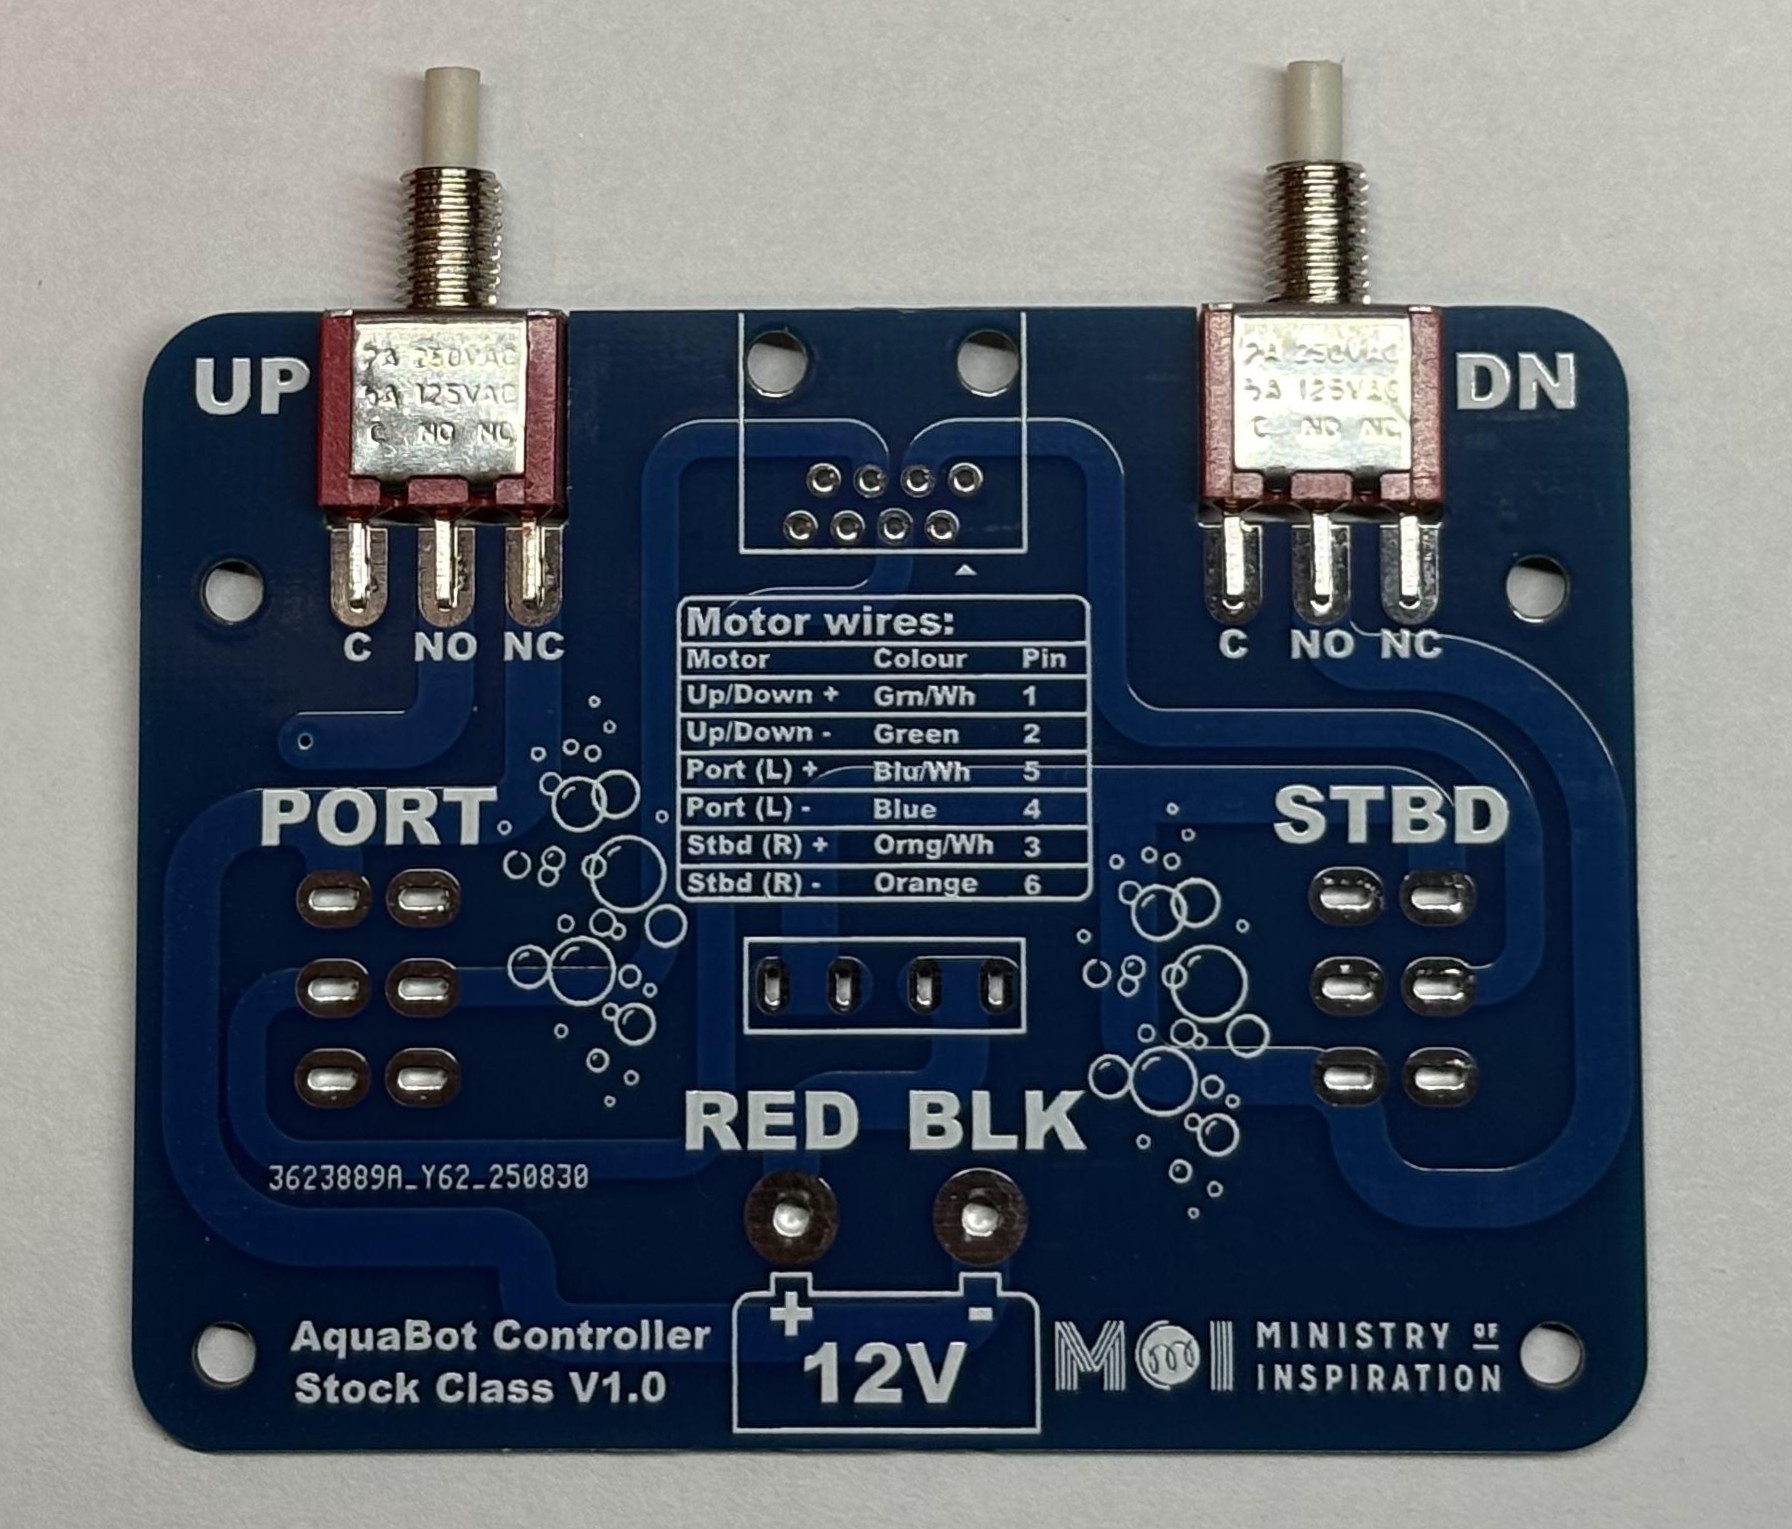 UP
2A 250VAC
5A 125VAC
C NO NC
C NO NC
2A 250VAC
5A 125VAC
C NO NC
DN
C NO NC
Motor wires:
Motor Colour Pin
Up/Down + Grn/Wh 1
Up/Down - Green 2
Port (L) + Blu/Wh 5
Port (L) - Blue 4
Stbd (R) + Orng/Wh 3
Stbd (R) - Orange 6
PORT
STBD
RED BLK
3623889A_Y62_250830
+ -
12V
AquaBot Controller
Stock Class V1.0
MOI
MINISTRY OF
INSPIRATION